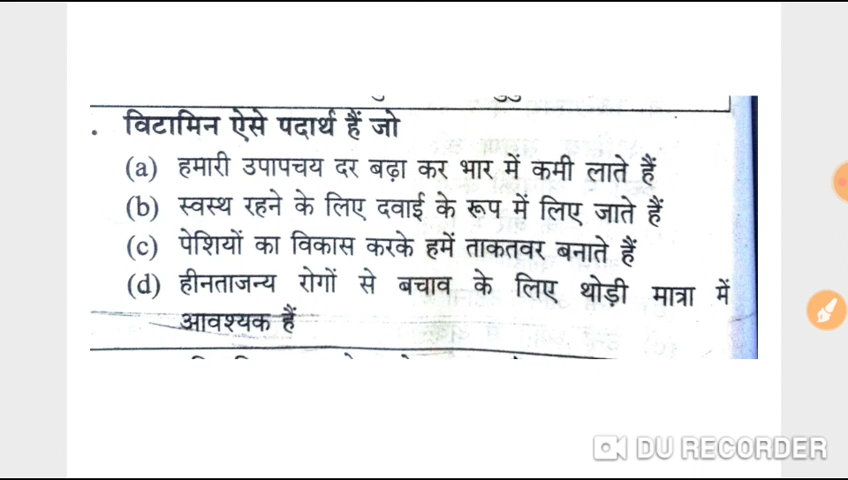 . विटामिन ऐसे पदार्थ हैं जो
(a) हमारी उपापचय दर बढ़ा कर भार में कमी लाते हैं
(b) स्वस्थ रहने के लिए दवाई के रूप में लिए जाते हैं
(c) पेशियों का विकास करके हमें ताकतवर बनाते हैं
(d) हीनताजन्य रोगों से बचाव के लिए थोड़ी मात्रा में
आवश्यक हैं
DU RECORDER